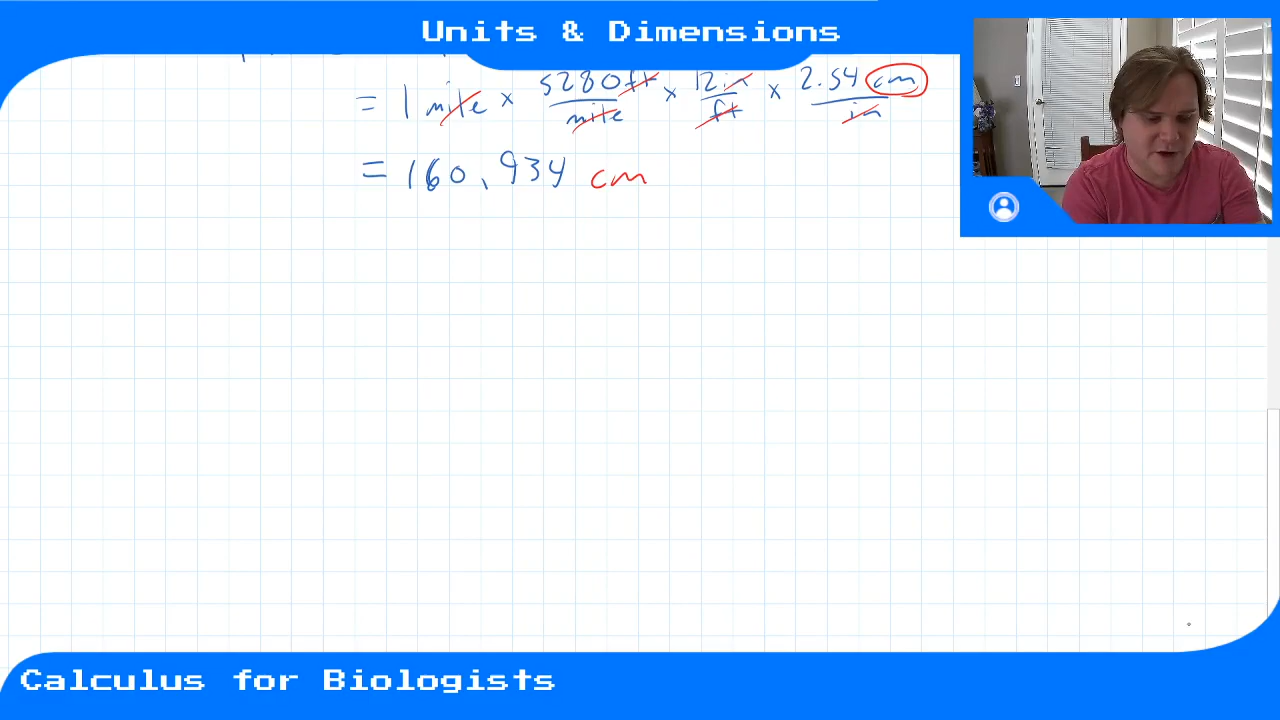 Units & Dimensions
= 1 mile × 5280 ft / mile × 12 in / ft × 2.54 cm / in
= 160,934 cm
Calculus for Biologists